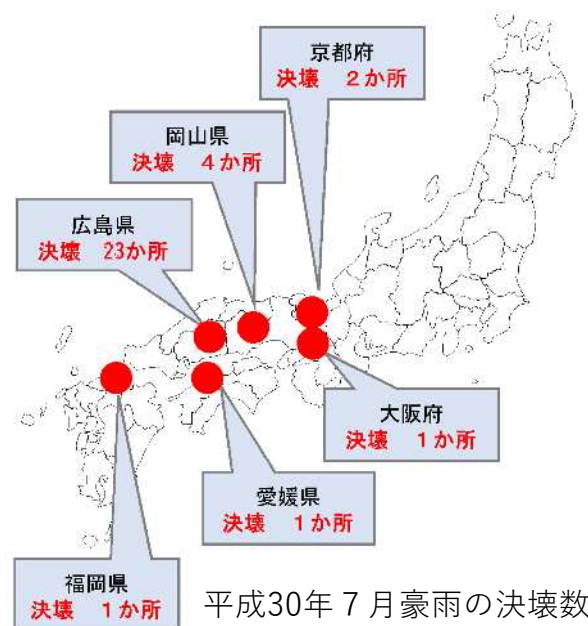 京都府
決壊　２か所
岡山県
決壊　４か所
広島県
決壊　23か所
大阪府
決壊　１か所
愛媛県
決壊　１か所
福岡県
決壊　１か所
平成30年７月豪雨の決壊数